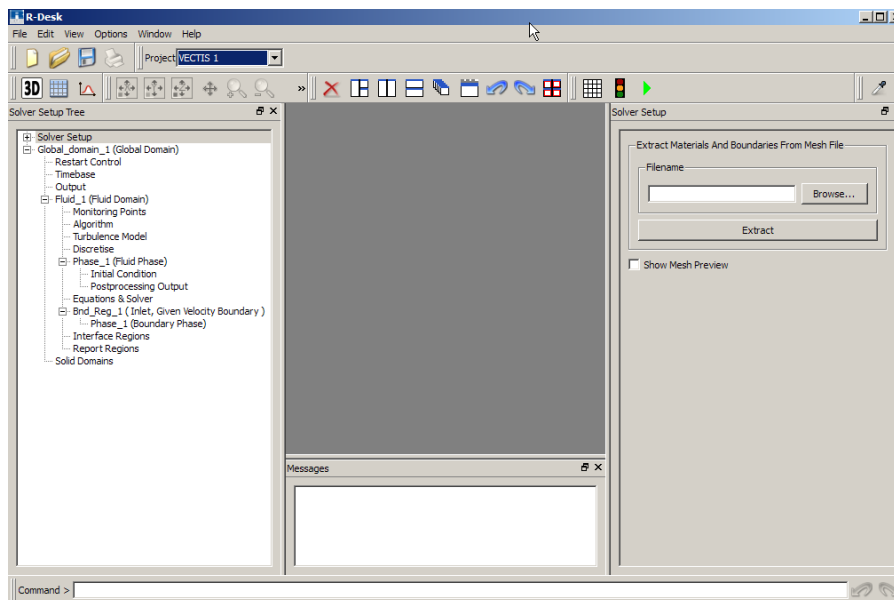 R-Desk
File Edit View Options Window Help
Project VECTIS 1
3D »
Solver Setup Tree
Solver Setup
Global_domain_1 (Global Domain)
Restart Control
Timebase
Output
Fluid_1 (Fluid Domain)
Monitoring Points
Algorithm
Turbulence Model
Discretise
Phase_1 (Fluid Phase)
Initial Condition
Postprocessing Output
Equations & Solver
Bnd_Reg_1 ( Inlet, Given Velocity Boundary )
Phase_1 (Boundary Phase)
Interface Regions
Report Regions
Solid Domains
Messages
Solver Setup
Extract Materials And Boundaries From Mesh File
Filename
Browse...
Extract
Show Mesh Preview
Command >